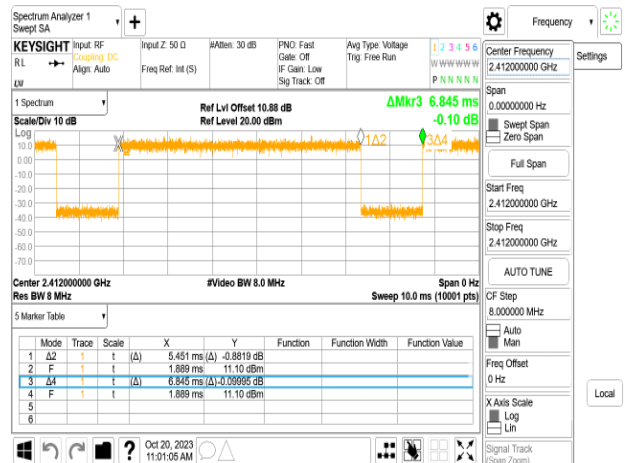 Spectrum Analyzer 1
Swept SA
+
Frequency
KEYSIGHT Input: RF Input Z: 50 Ω #Atten: 30 dB PNO: Fast Avg Type: Voltage 1 2 3 4 5 6
RL Coupling: DC Gate: Off Trig: Free Run
Align: Auto Freq Ref: Int (S) IF Gain: Low W W W W W W
Sig Track: Off P N N N N N
LXI
Center Frequency
2.412000000 GHz
Settings
Span
0.00000000 Hz
Swept Span
Zero Span
Full Span
Start Freq
2.412000000 GHz
Stop Freq
2.412000000 GHz
AUTO TUNE
CF Step
8.000000 MHz
Auto
Man
Freq Offset
0 Hz
X Axis Scale
Log
Lin
Local
Signal Track
(Span Zoom)
1 Spectrum
Ref Lvl Offset 10.88 dB ΔMkr3 6.845 ms
Scale/Div 10 dB Ref Level 20.00 dBm -0.10 dB
Log
10.0
0.00
-10.0
-20.0
-30.0
-40.0
-50.0
-60.0
-70.0
1Δ2
3Δ4
Center 2.412000000 GHz #Video BW 8.0 MHz Span 0 Hz
Res BW 8 MHz Sweep 10.0 ms (10001 pts)
5 Marker Table
Mode Trace Scale X Y Function Function Width Function Value
1 Δ2 1 t (Δ) 5.451 ms (Δ) -0.8819 dB
2 F 1 t 1.889 ms 11.10 dBm
3 Δ4 1 t (Δ) 6.845 ms (Δ) -0.09995 dB
4 F 1 t 1.889 ms 11.10 dBm
5
6
? Oct 20, 2023
11:01:05 AM